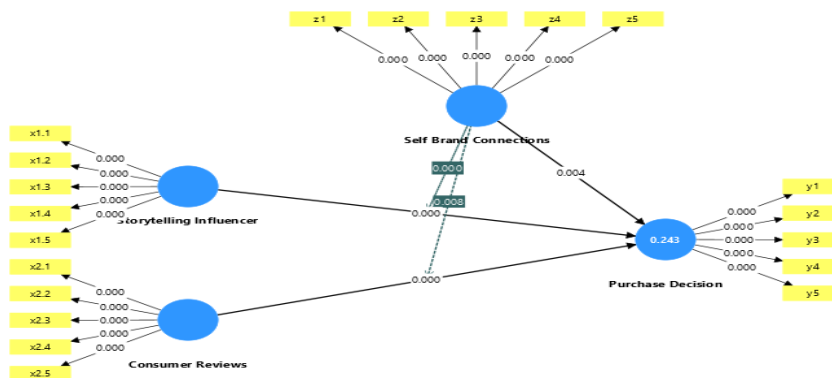 z1 z2 z3 z4 z5
0.000 0.000 0.000 0.000 0.000
Self Brand Connections
x1.1
x1.2
x1.3
x1.4
x1.5
0.000
0.000
0.000
0.000
0.000
Storytelling Influencer
0.000
0.008
0.004
0.000
0.000
x2.1
x2.2
x2.3
x2.4
x2.5
0.000
0.000
0.000
0.000
0.000
Consumer Reviews
0.243
Purchase Decision
0.000
0.000
0.000
0.000
0.000
y1
y2
y3
y4
y5